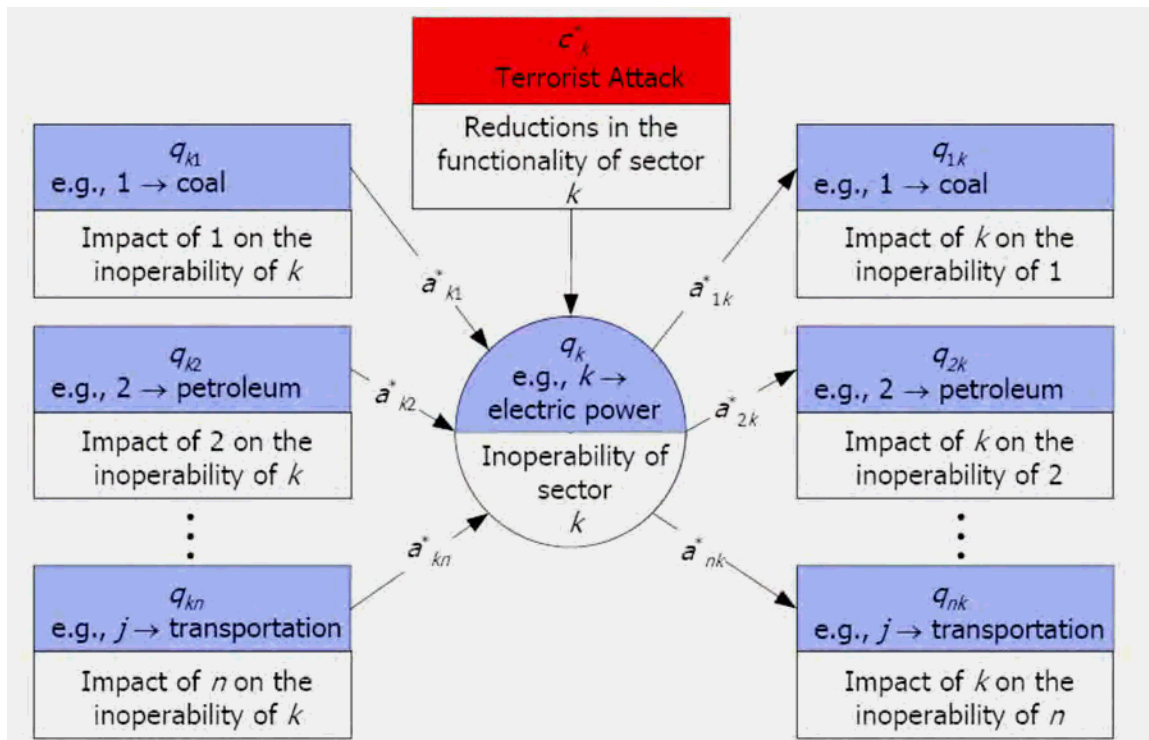 c*k
Terrorist Attack
Reductions in the
functionality of sector
k
qk1
e.g., 1 → coal
Impact of 1 on the
inoperability of k
qk2
e.g., 2 → petroleum
Impact of 2 on the
inoperability of k
qkn
e.g., j → transportation
Impact of n on the
inoperability of k
a*k1
a*k2
a*kn
qk
e.g., k →
electric power
Inoperability of
sector
k
a*1k
a*2k
a*nk
q1k
e.g., 1 → coal
Impact of k on the
inoperability of 1
q2k
e.g., 2 → petroleum
Impact of k on the
inoperability of 2
qnk
e.g., j → transportation
Impact of k on the
inoperability of n